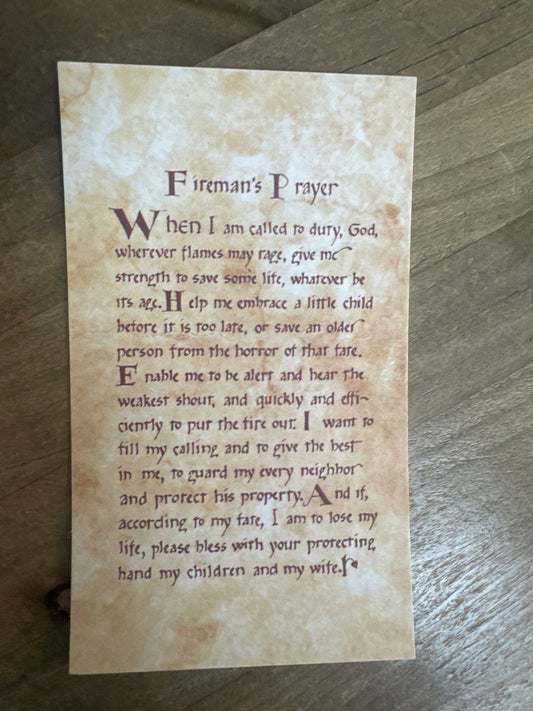 Fireman's Prayer
When I am called to duty, God,
wherever flames may rage, give me
strength to save some life, whatever be
its age. Help me embrace a little child
before it is too late, or save an older
person from the horror of that fate.
Enable me to be alert and hear the
weakest shout, and quickly and effi-
ciently to put the fire out. I want to
fill my calling and to give the best
in me, to guard my every neighbor
and protect his property. And if,
according to my fate, I am to lose my
life, please bless with your protecting
hand my children and my wife.